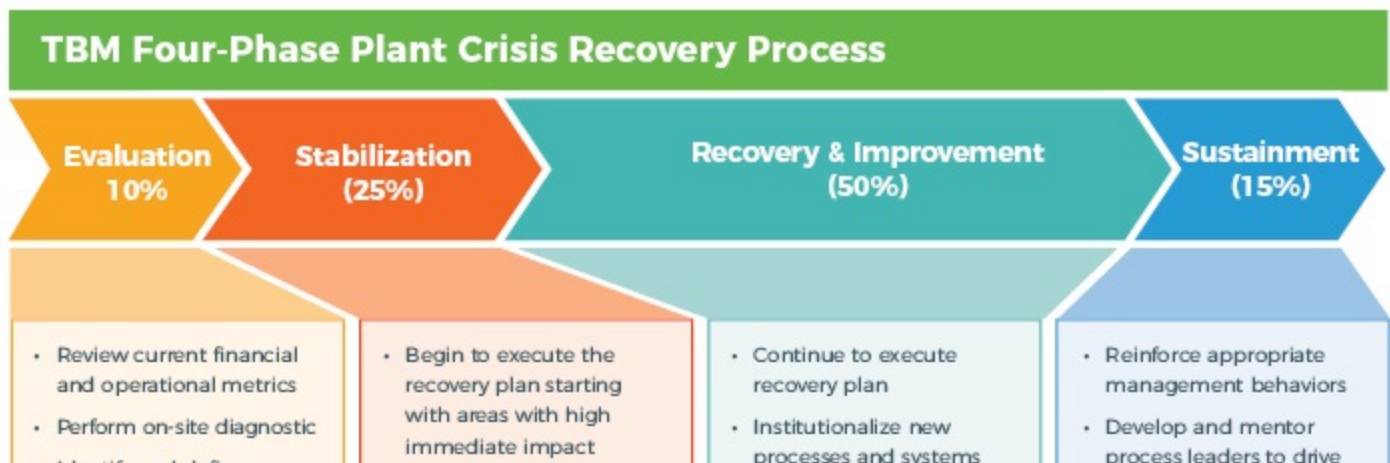 TBM Four-Phase Plant Crisis Recovery Process
Evaluation
10%
Stabilization
(25%)
Recovery & Improvement
(50%)
Sustainment
(15%)
• Review current financial
and operational metrics
• Perform on-site diagnostic
• Begin to execute the
recovery plan starting
with areas with high
immediate impact
• Continue to execute
recovery plan
• Institutionalize new
processes and systems
• Reinforce appropriate
management behaviors
• Develop and mentor
process leaders to drive